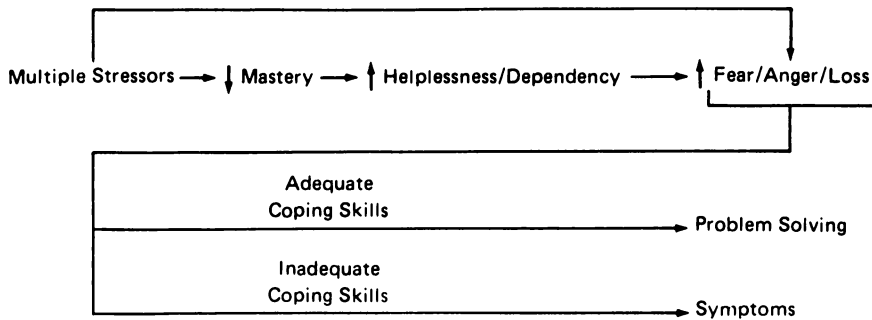 Multiple Stressors → ↓ Mastery → ↑ Helplessness/Dependency → ↑ Fear/Anger/Loss
Adequate
Coping Skills
Problem Solving
Inadequate
Coping Skills
Symptoms